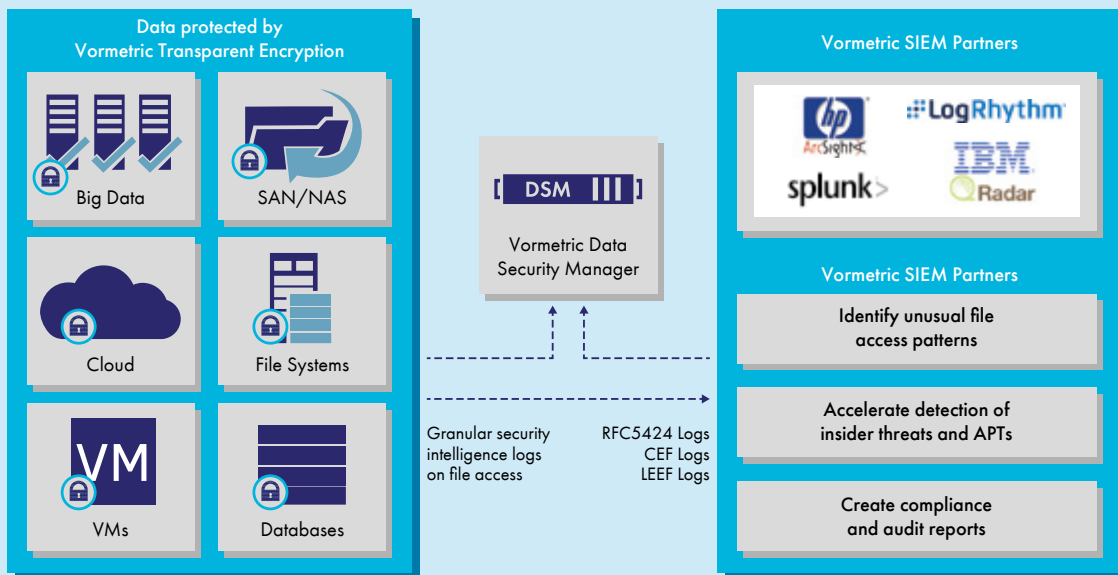 Data protected by
Vormetric Transparent Encryption
Big Data
SAN/NAS
Cloud
File Systems
VM
VMs
Databases
DSM
Vormetric Data
Security Manager
Granular security
intelligence logs
on file access
RFC5424 Logs
CEF Logs
LEEF Logs
Vormetric SIEM Partners
hp
ArcSight
LogRhythm
splunk>
IBM
QRadar
Vormetric SIEM Partners
Identify unusual file
access patterns
Accelerate detection of
insider threats and APTs
Create compliance
and audit reports